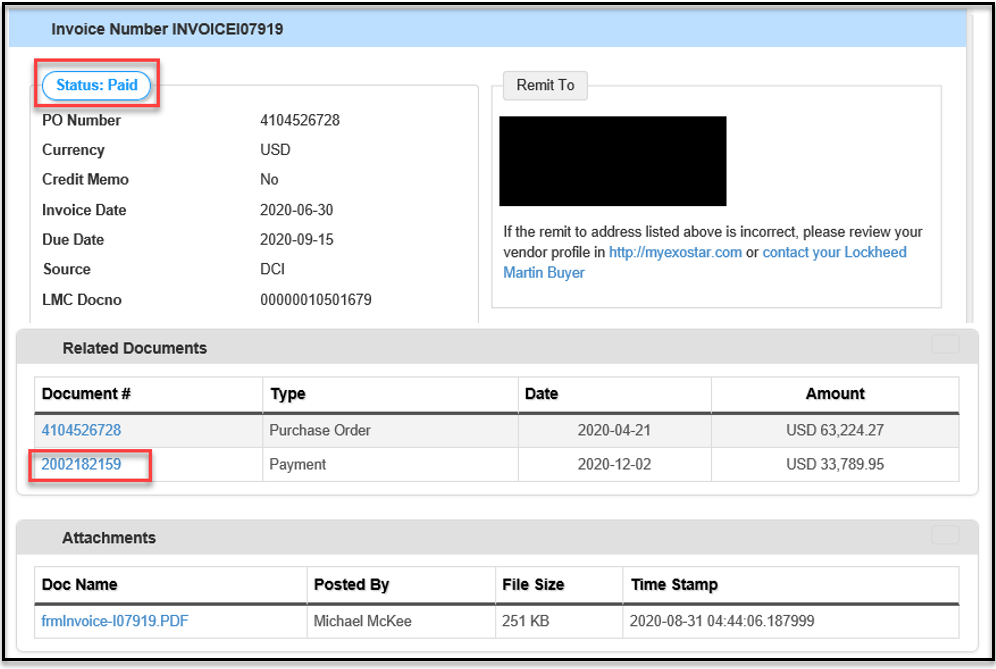 Invoice Number INVOICEI07919
Status: Paid
PO Number 4104526728
Currency USD
Credit Memo No
Invoice Date 2020-06-30
Due Date 2020-09-15
Source DCI
LMC Docno 00000010501679
Remit To
If the remit to address listed above is incorrect, please review your
vendor profile in http://myexostar.com or contact your Lockheed
Martin Buyer
Related Documents
Document # Type Date Amount
4104526728 Purchase Order 2020-04-21 USD 63,224.27
2002182159 Payment 2020-12-02 USD 33,789.95
Attachments
Doc Name Posted By File Size Time Stamp
frmInvoice-I07919.PDF Michael McKee 251 KB 2020-08-31 04:44:06.187999